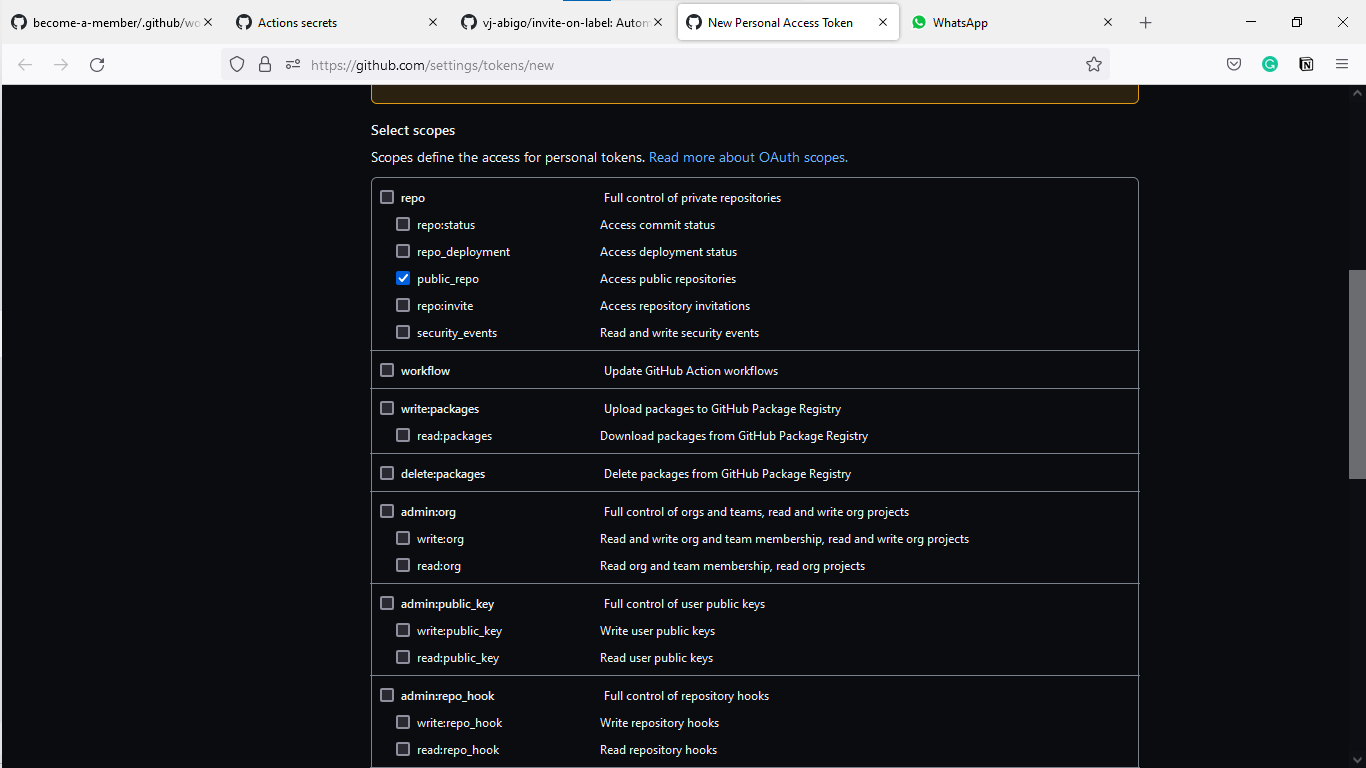 become-a-member/.github/wo
Actions secrets
vj-abigo/invite-on-label: Autom
New Personal Access Token
WhatsApp
https://github.com/settings/tokens/new
Select scopes
Scopes define the access for personal tokens. Read more about OAuth scopes.
repo Full control of private repositories
repo:status Access commit status
repo_deployment Access deployment status
public_repo Access public repositories
repo:invite Access repository invitations
security_events Read and write security events
workflow Update GitHub Action workflows
write:packages Upload packages to GitHub Package Registry
read:packages Download packages from GitHub Package Registry
delete:packages Delete packages from GitHub Package Registry
admin:org Full control of orgs and teams, read and write org projects
write:org Read and write org and team membership, read and write org projects
read:org Read org and team membership, read org projects
admin:public_key Full control of user public keys
write:public_key Write user public keys
read:public_key Read user public keys
admin:repo_hook Full control of repository hooks
write:repo_hook Write repository hooks
read:repo_hook Read repository hooks